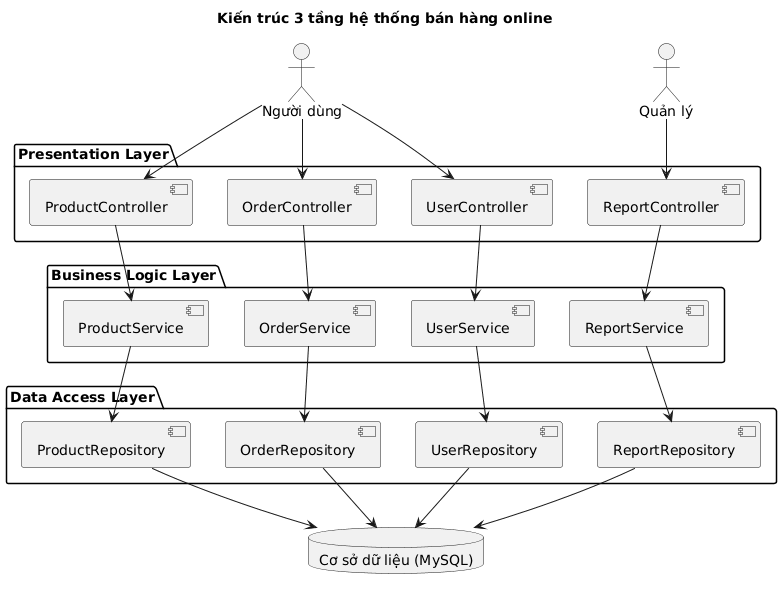 Kiến trúc 3 tầng hệ thống bán hàng online
Người dùng
Quản lý
Presentation Layer
ProductController
OrderController
UserController
ReportController
Business Logic Layer
ProductService
OrderService
UserService
ReportService
Data Access Layer
ProductRepository
OrderRepository
UserRepository
ReportRepository
Cơ sở dữ liệu (MySQL)